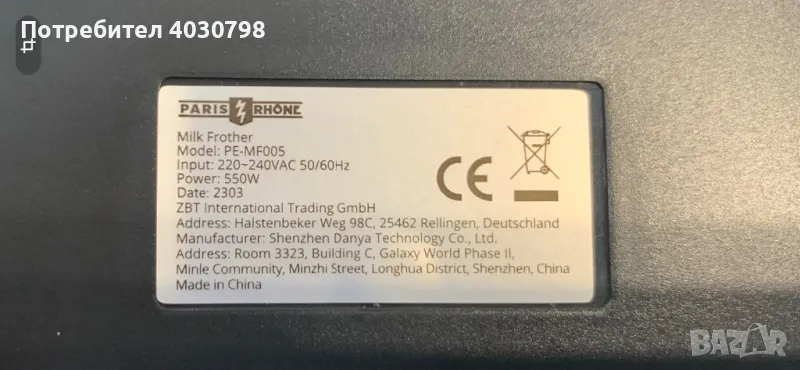 Потребител 4030798
PARIS RHÔNE
Milk Frother
Model: PE-MF005
Input: 220~240VAC 50/60Hz
Power: 550W
Date: 2303
ZBT International Trading GmbH
Address: Halstenbeker Weg 98C, 25462 Rellingen, Deutschland
Manufacturer: Shenzhen Danya Technology Co., Ltd.
Address: Room 3323, Building C, Galaxy World Phase II,
Minle Community, Minzhi Street, Longhua District, Shenzhen, China
Made in China
CE
BAZAR